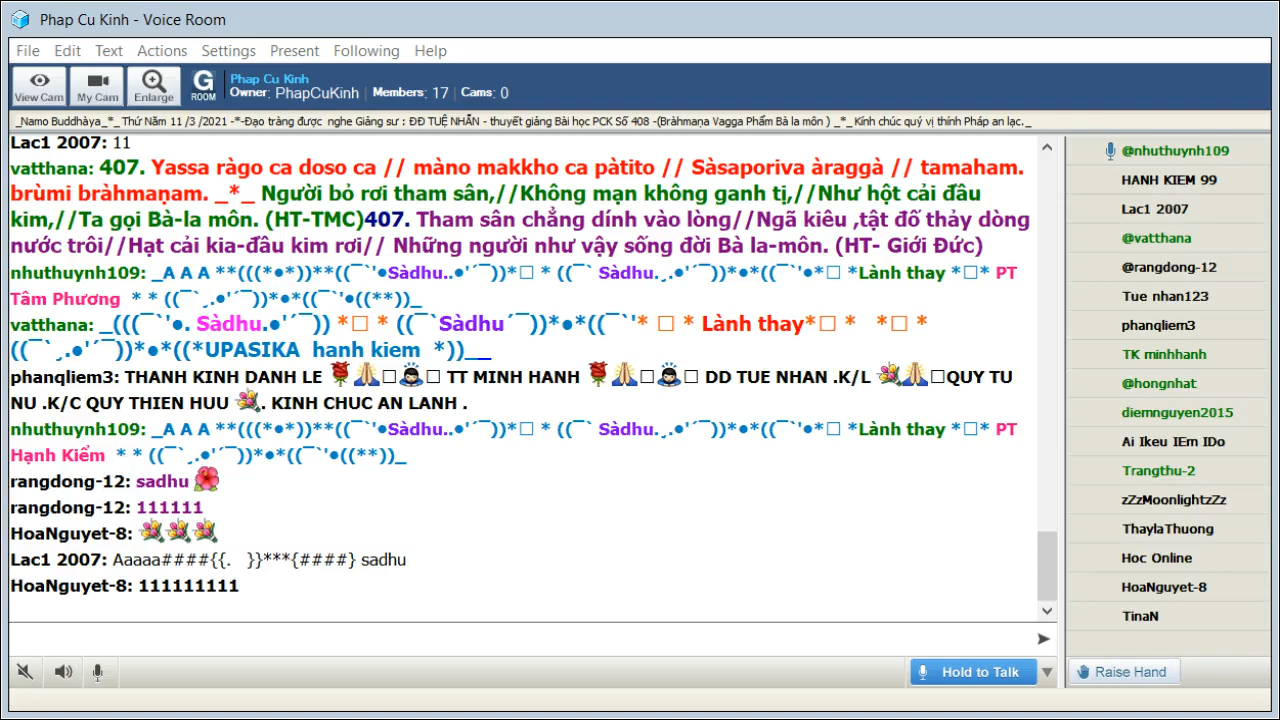 Phap Cu Kinh - Voice Room
File Edit Text Actions Settings Present Following Help
View Cam My Cam Enlarge G ROOM
Phap Cu Kinh
Owner: PhapCuKinh | Members: 17 | Cams: 0
_Namo Buddhàya_*_ Thứ Năm 11 /3 /2021 -*-Đạo tràng được nghe Giảng sư : ĐĐ TUỆ NHẪN - thuyết giảng Bài học PCK Số 408 -(Bràhmaṇa Vagga Phẩm Bà la môn ) _*_ Kính chúc quý vị thính Pháp an lạc._
Lac1 2007: 11
vatthana: 407. Yassa ràgo ca doso ca // màno makkho ca pàtito // Sàsaporiva àraggà // tamaham.
brùmi bràhmaṇam. _*_ Người bỏ rơi tham sân,//Không mạn không ganh tị,//Như hột cải đầu
kim,//Ta gọi Bà-la môn. (HT-TMC)407. Tham sân chẳng dính vào lòng//Ngã kiêu ,tật đố thảy dòng
nước trôi//Hạt cải kia-đầu kim rơi// Những người như vậy sống đời Bà la-môn. (HT- Giới Đức)
nhuthuynh109: _A A A **(((*●*))**((¯`'●Sàdhu..●'´¯))*□ * ((¯` Sàdhu.¸.●'´¯))*●*((¯`'●*□ *Lành thay *□* PT
Tâm Phương * * ((¯`¸.●'´¯))*●*((¯`'●((**))_
vatthana: _(((¯`'●. Sàdhu.●'´¯)) *□ * ((¯`Sàdhu´¯))*●*((¯`'* □ * Lành thay*□ * *□ *
((¯`¸.●'´¯))*●*((*UPASIKA hanh kiem *))__
phanqliem3: THANH KINH DANH LE 🌹🙏□🙇□ TT MINH HANH 🌹🙏□🙇□ DD TUE NHAN .K/L 💐🙏□QUY TU
NU .K/C QUY THIEN HUU 💐. KINH CHUC AN LANH .
nhuthuynh109: _A A A **(((*●*))**((¯`'●Sàdhu..●'´¯))*□ * ((¯` Sàdhu.¸.●'´¯))*●*((¯`'●*□ *Lành thay *□* PT
Hạnh Kiểm * * ((¯`¸.●'´¯))*●*((¯`'●((**))_
rangdong-12: sadhu 🌺
rangdong-12: 111111
HoaNguyet-8: 💐💐💐
Lac1 2007: Aaaaa####{{. }}***{####} sadhu
HoaNguyet-8: 111111111
Hold to Talk
@nhuthuynh109
HANH KIEM 99
Lac1 2007
@vatthana
@rangdong-12
Tue nhan123
phanqliem3
TK minhhanh
@hongnhat
diemnguyen2015
Ai Ikeu IEm IDo
Trangthu-2
zZzMoonlightzZz
ThaylaThuong
Hoc Online
HoaNguyet-8
TinaN
Raise Hand